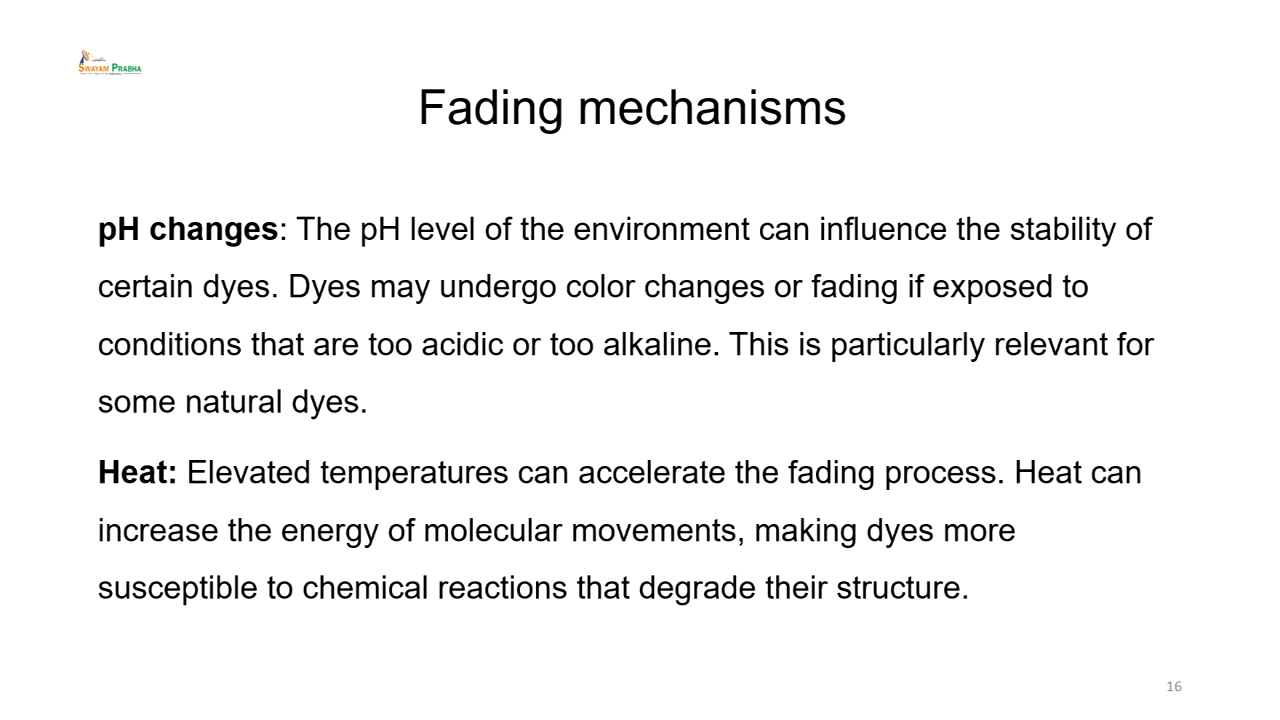 SWAYAM PRABHA
Fading mechanisms
pH changes: The pH level of the environment can influence the stability of
certain dyes. Dyes may undergo color changes or fading if exposed to
conditions that are too acidic or too alkaline. This is particularly relevant for
some natural dyes.
Heat: Elevated temperatures can accelerate the fading process. Heat can
increase the energy of molecular movements, making dyes more
susceptible to chemical reactions that degrade their structure.
16